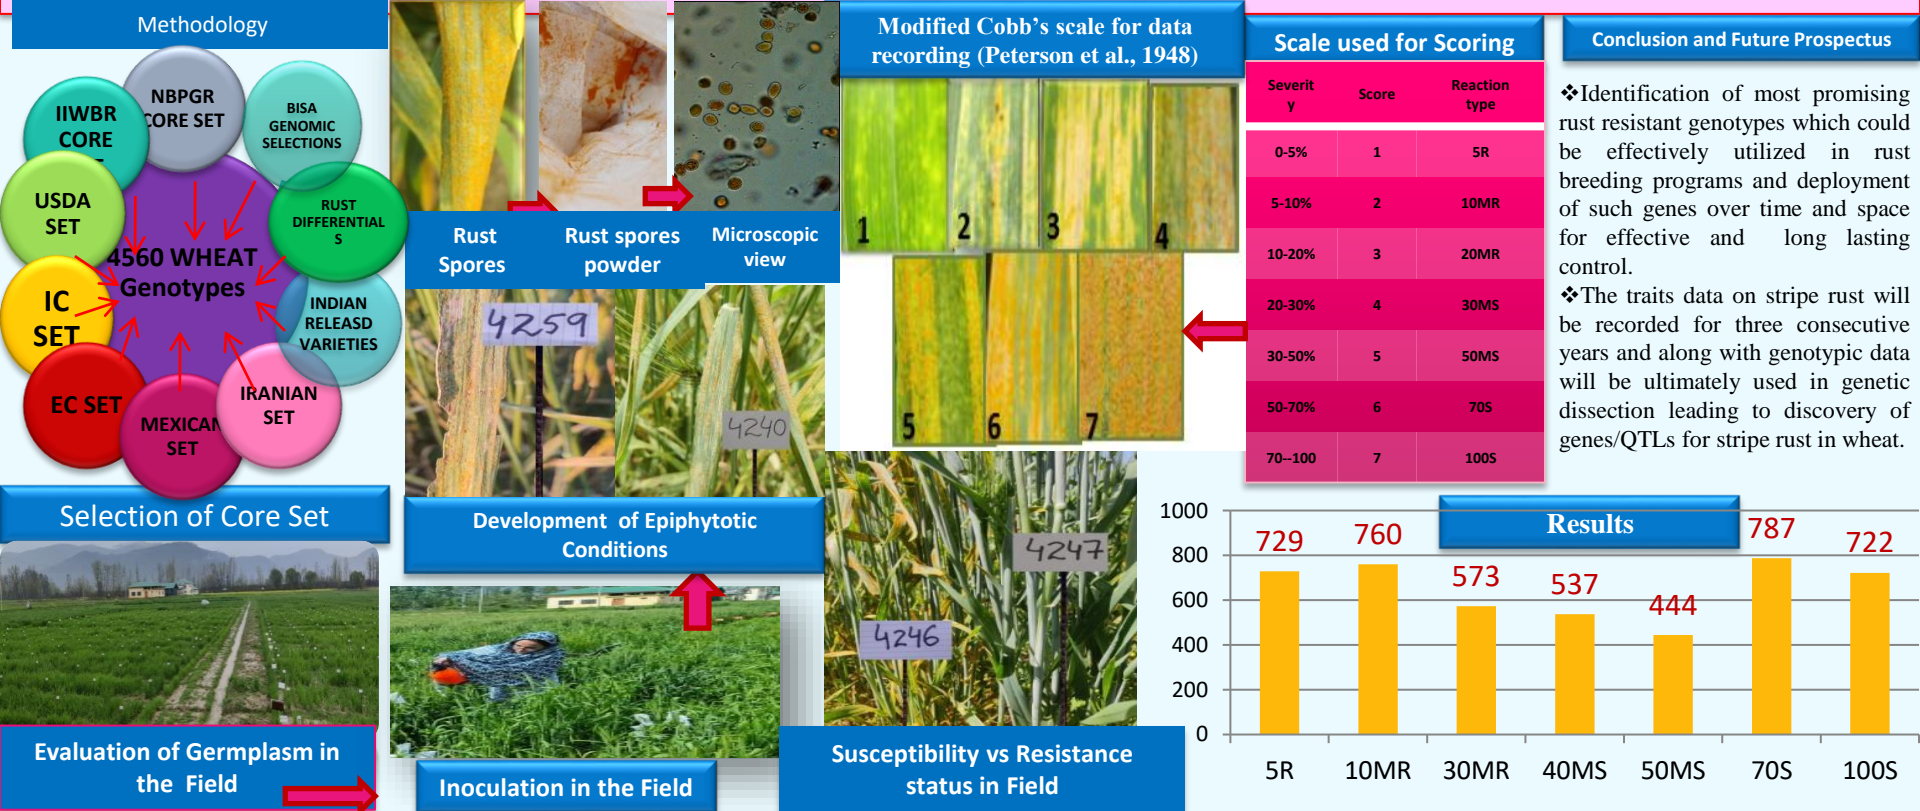 Methodology
NBPGR
CORE SET
IIWBR
CORE
BISA
GENOMIC
SELECTIONS
USDA
SET
RUST
DIFFERENTIAL
S
4560 WHEAT
Genotypes
IC
SET
INDIAN
RELEASD
VARIETIES
EC SET
MEXICAN
SET
IRANIAN
SET
Selection of Core Set
Evaluation of Germplasm in
the Field
Rust
Spores
Rust spores
powder
Microscopic
view
4259
4240
Development of Epiphytotic
Conditions
Inoculation in the Field
Modified Cobb's scale for data
recording (Peterson et al., 1948)
1
2
3
4
5
6
7
4247
4246
Susceptibility vs Resistance
status in Field
Scale used for Scoring
Severit
y
Score
Reaction
type
0-5% 1 5R
5-10% 2 10MR
10-20% 3 20MR
20-30% 4 30MS
30-50% 5 50MS
50-70% 6 70S
70--100 7 100S
Conclusion and Future Prospectus
❖Identification of most promising
rust resistant genotypes which could
be effectively utilized in rust
breeding programs and deployment
of such genes over time and space
for effective and long lasting
control.
❖The traits data on stripe rust will
be recorded for three consecutive
years and along with genotypic data
will be ultimately used in genetic
dissection leading to discovery of
genes/QTLs for stripe rust in wheat.
Results
1000
800
600
400
200
0
729
760
573
537
444
787
722
5R 10MR 30MR 40MS 50MS 70S 100S